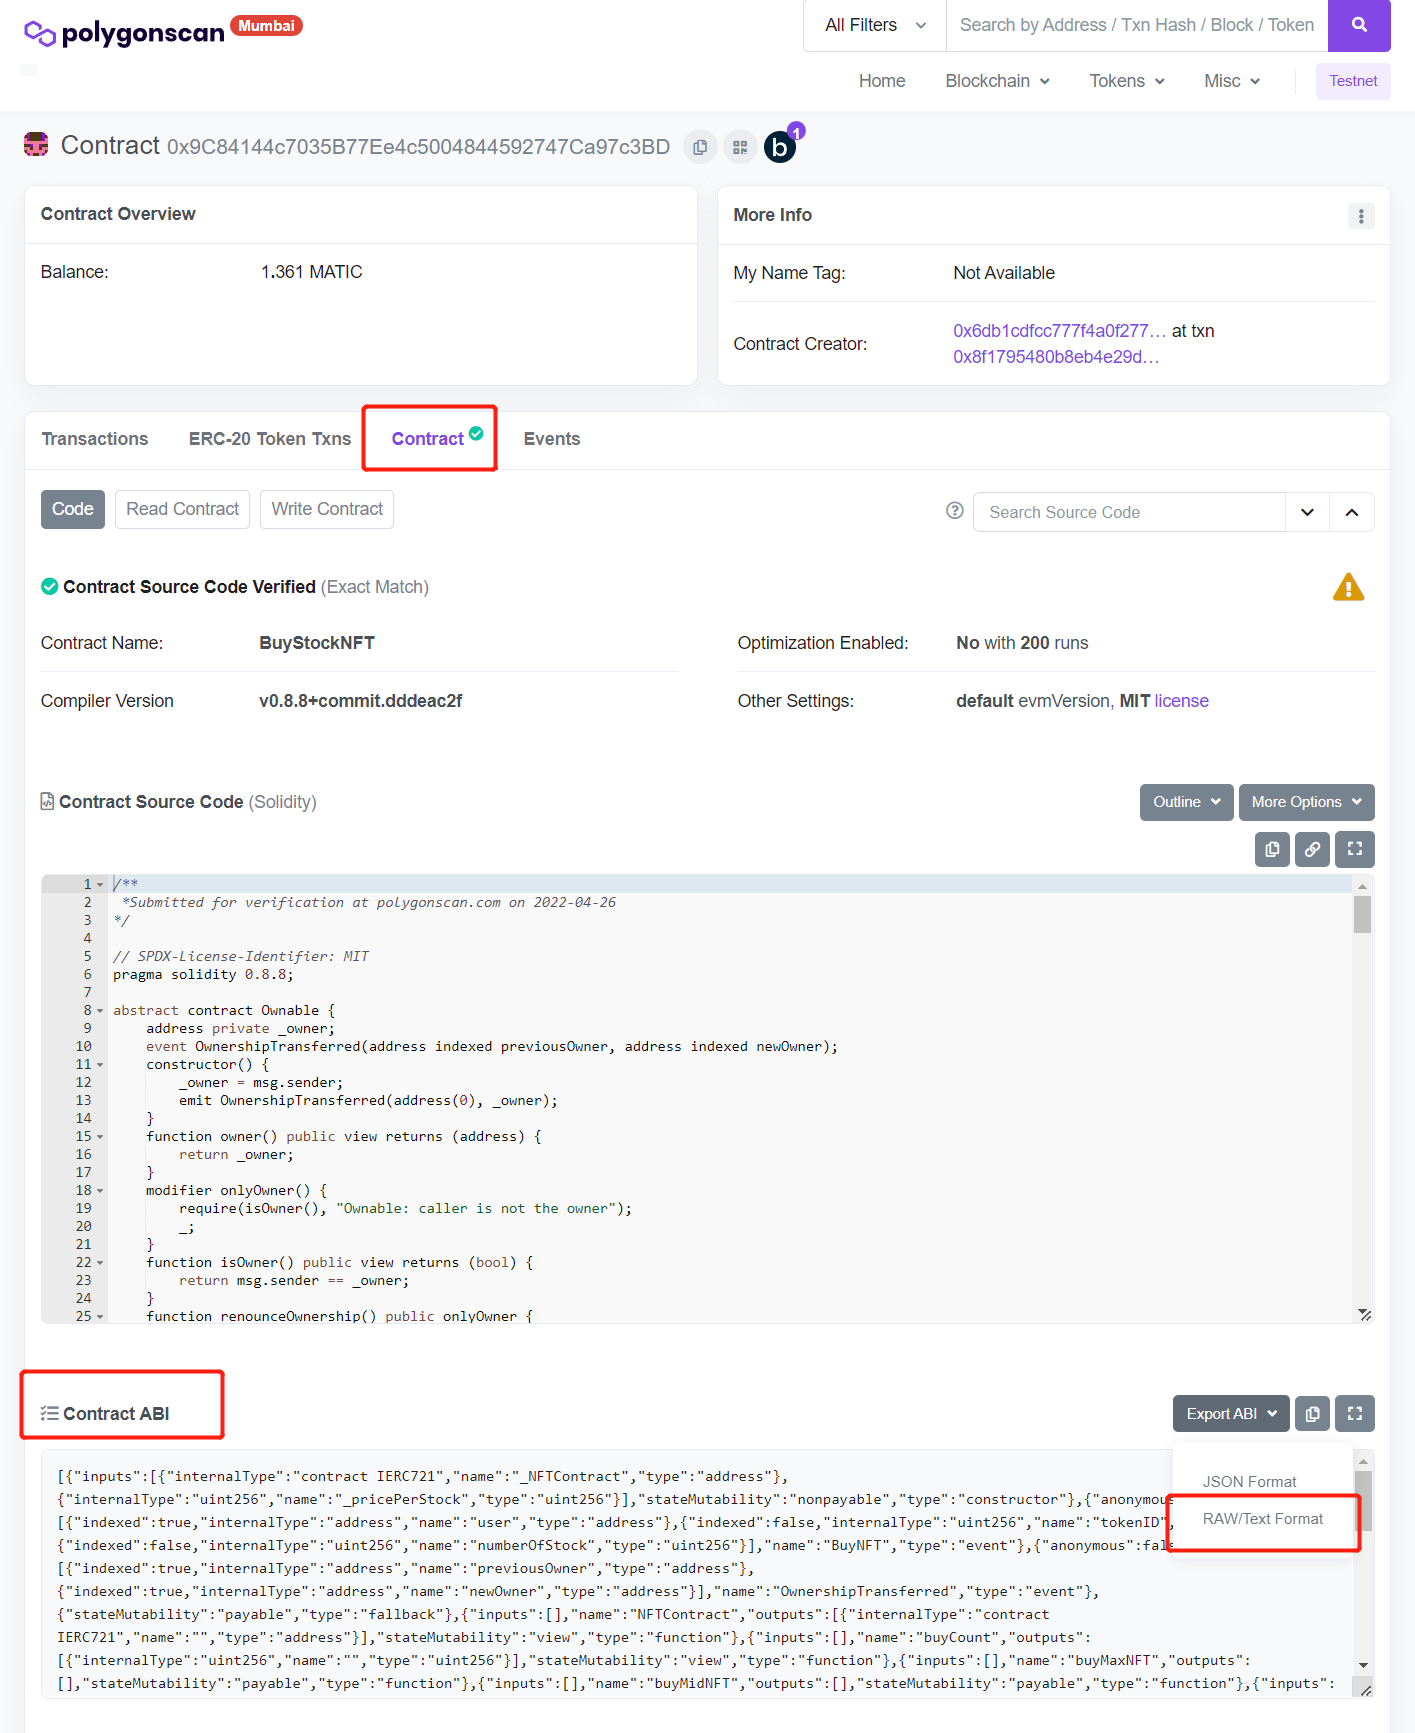 polygonscan Mumbai
All Filters
Search by Address / Txn Hash / Block / Token
Home Blockchain Tokens Misc Testnet
Contract 0x9C84144c7035B77Ee4c5004844592747Ca97c3BD b 1
Contract Overview
Balance: 1.361 MATIC
More Info
My Name Tag: Not Available
Contract Creator: 0x6db1cdfcc777f4a0f277... at txn
0x8f1795480b8eb4e29d...
Transactions ERC-20 Token Txns Contract Events
Code Read Contract Write Contract
Search Source Code
Contract Source Code Verified (Exact Match)
Contract Name: BuyStockNFT
Optimization Enabled: No with 200 runs
Compiler Version v0.8.8+commit.dddeac2f
Other Settings: default evmVersion, MIT license
Contract Source Code (Solidity)
Outline More Options
1 /**
2 *Submitted for verification at polygonscan.com on 2022-04-26
3 */
4
5 // SPDX-License-Identifier: MIT
6 pragma solidity 0.8.8;
7
8 abstract contract Ownable {
9 address private _owner;
10 event OwnershipTransferred(address indexed previousOwner, address indexed newOwner);
11 constructor() {
12 _owner = msg.sender;
13 emit OwnershipTransferred(address(0), _owner);
14 }
15 function owner() public view returns (address) {
16 return _owner;
17 }
18 modifier onlyOwner() {
19 require(isOwner(), "Ownable: caller is not the owner");
20 _;
21 }
22 function isOwner() public view returns (bool) {
23 return msg.sender == _owner;
24 }
25 function renounceOwnership() public onlyOwner {
Contract ABI
Export ABI
JSON Format
RAW/Text Format
[{"inputs":[{"internalType":"contract IERC721","name":"_NFTContract","type":"address"},
{"internalType":"uint256","name":"_pricePerStock","type":"uint256"}],"stateMutability":"nonpayable","type":"constructor"},{"anonymous
[{"indexed":true,"internalType":"address","name":"user","type":"address"},{"indexed":false,"internalType":"uint256","name":"tokenID",
{"indexed":false,"internalType":"uint256","name":"numberOfStock","type":"uint256"}],"name":"BuyNFT","type":"event"},{"anonymous":fals
[{"indexed":true,"internalType":"address","name":"previousOwner","type":"address"},
{"indexed":true,"internalType":"address","name":"newOwner","type":"address"}],"name":"OwnershipTransferred","type":"event"},
{"stateMutability":"payable","type":"fallback"},{"inputs":[],"name":"NFTContract","outputs":[{"internalType":"contract
IERC721","name":"","type":"address"}],"stateMutability":"view","type":"function"},{"inputs":[],"name":"buyCount","outputs":
[{"internalType":"uint256","name":"","type":"uint256"}],"stateMutability":"view","type":"function"},{"inputs":[],"name":"buyMaxNFT","outputs":
[],"stateMutability":"payable","type":"function"},{"inputs":[],"name":"buyMidNFT","outputs":[],"stateMutability":"payable","type":"function"},{"inputs":